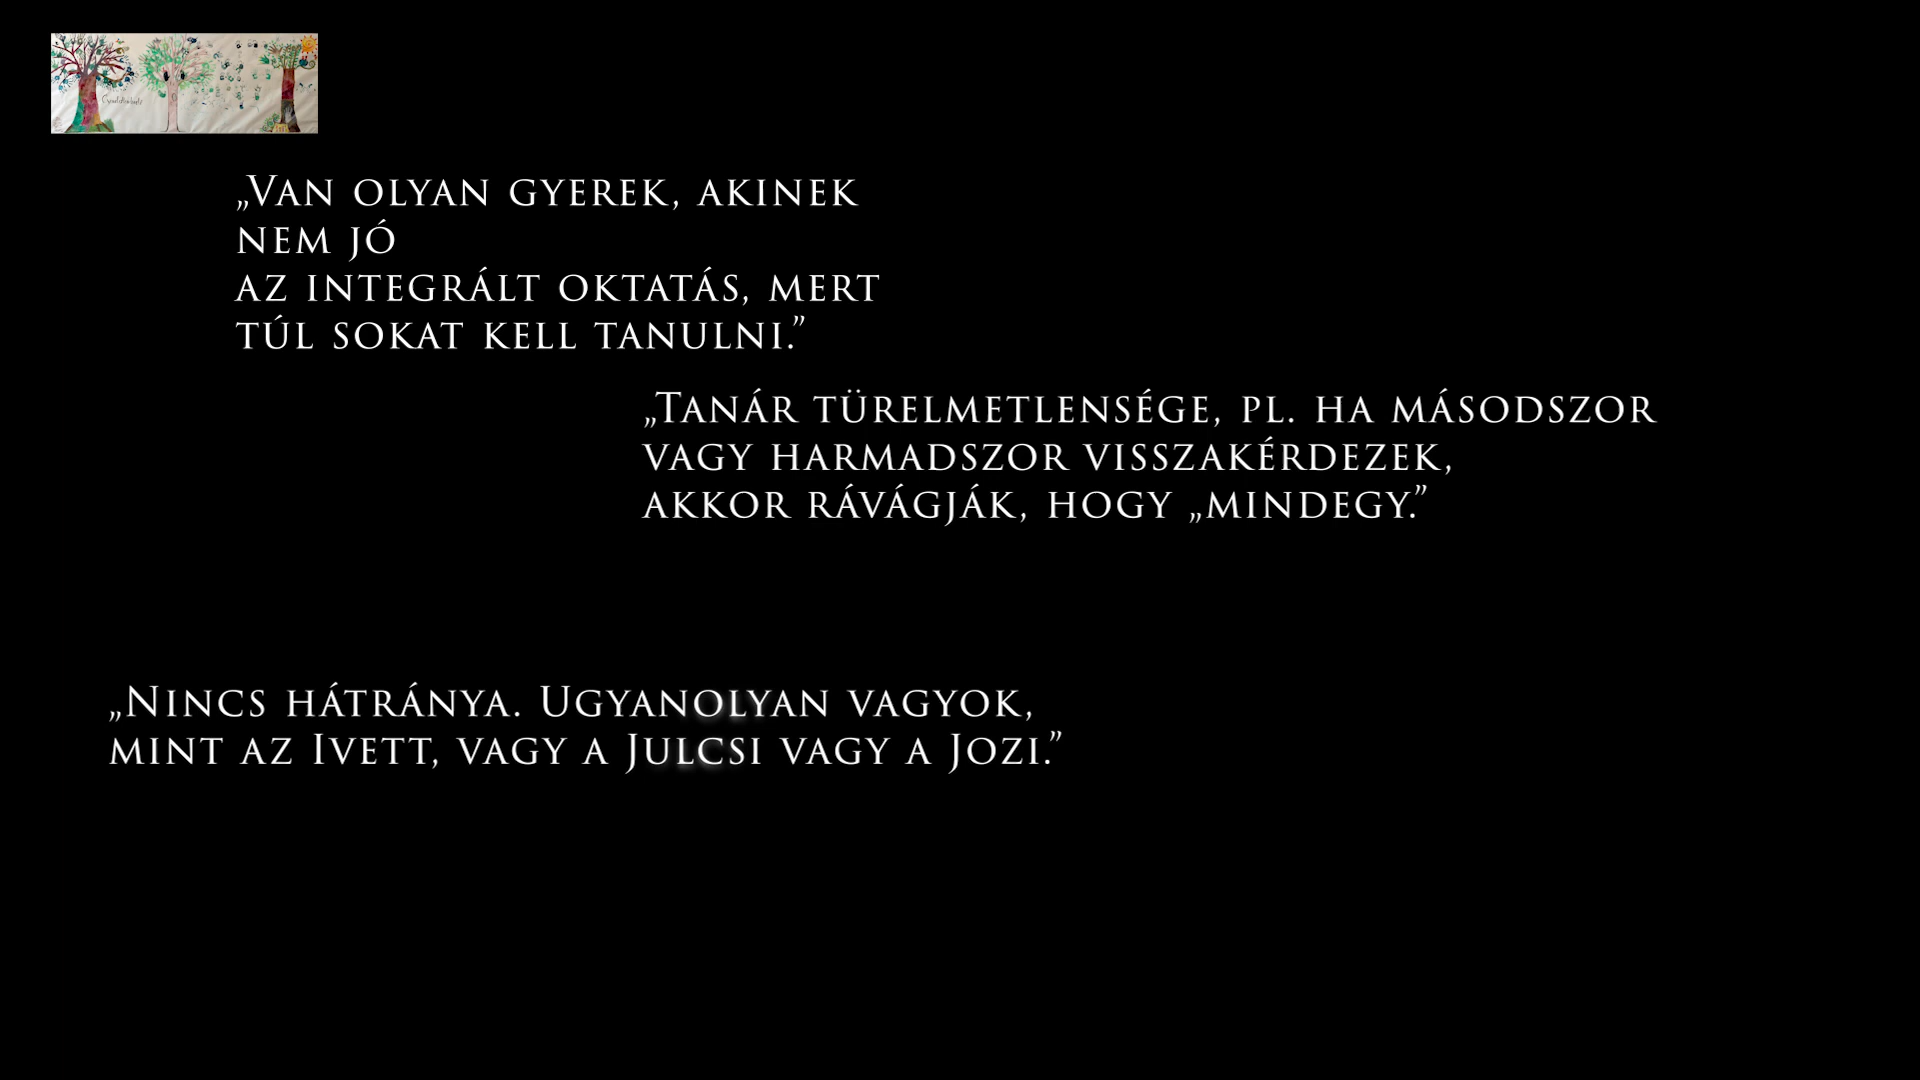 „Van olyan gyerek, akinek
nem jó
az integrált oktatás, mert
túl sokat kell tanulni.”
„Tanár türelmetlensége, pl. ha másodszor
vagy harmadszor visszakérdezek,
akkor rávágják, hogy „mindegy.”
„Nincs hátránya. Ugyanolyan vagyok,
mint az Ivett, vagy a Julcsi vagy a Jozi.”